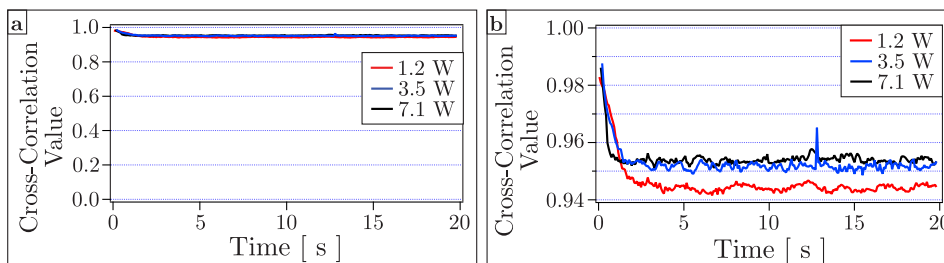 a
Cross-Correlation
Value
1.0
0.8
0.6
0.4
0.2
0.0
1.2 W
3.5 W
7.1 W
0 5 10 15 20
Time [ s ]
b
Cross-Correlation
Value
0.98
0.96
0.94
1.2 W
3.5 W
7.1 W
0 5 10 15 20
Time [ s ]